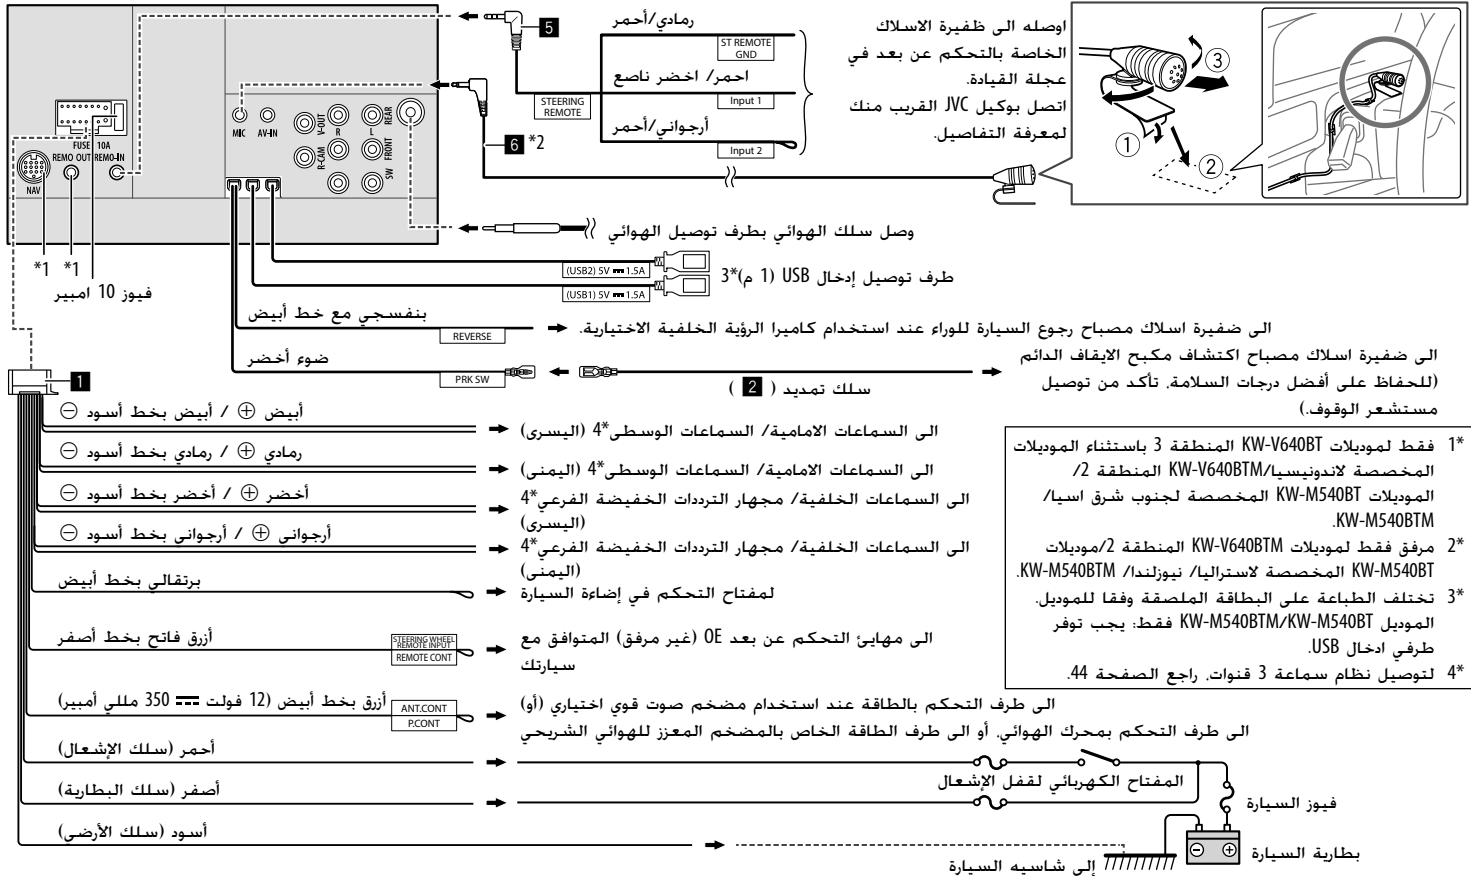 رمادي/أحمر
ST REMOTE
GND
احمر/ اخضر ناصع
Input 1
أرجواني/أحمر
Input 2
STEERING
REMOTE
5
6 *2
اوصله الى ظفيرة الاسلاك
الخاصة بالتحكم عن بعد في
عجلة القيادة.
اتصل بوكيل JVC القريب منك
لمعرفة التفاصيل.
1
2
3
MIC
AV-IN
V-OUT
R-CAM
R
L
REAR
FRONT
SW
FUSE 10A
REMO OUT
REMO-IN
NAV
*1
*1
فيوز 10 امبير
وصل سلك الهوائي بطرف توصيل الهوائي
(USB2) 5V ⎓ 1.5A
(USB1) 5V ⎓ 1.5A
طرف توصيل إدخال USB (1 م)*3
بنفسجي مع خط أبيض
REVERSE
الى ضفيرة اسلاك مصباح رجوع السيارة للوراء عند استخدام كاميرا الرؤية الخلفية الاختيارية.
ضوء أخضر
PRK SW
سلك تمديد ( 2 )
الى ضفيرة اسلاك مصباح اكتشاف مكبح الايقاف الدائم
(للحفاظ على أفضل درجات السلامة, تأكد من توصيل
مستشعر الوقوف.)
1
أبيض ⊕ / أبيض بخط أسود ⊖
الى السماعات الامامية/ السماعات الوسطى*4 (اليسرى)
رمادي ⊕ / رمادي بخط أسود ⊖
الى السماعات الامامية/ السماعات الوسطى*4 (اليمنى)
أخضر ⊕ / أخضر بخط أسود ⊖
الى السماعات الخلفية/ مجهار الترددات الخفيضة الفرعي*4
(اليسرى)
أرجواني ⊕ / أرجواني بخط أسود ⊖
الى السماعات الخلفية/ مجهار الترددات الخفيضة الفرعي*4
(اليمنى)
برتقالي بخط أبيض
لمفتاح التحكم في إضاءة السيارة
أزرق فاتح بخط أصفر
STEERING WHEEL
REMOTE INPUT
REMOTE CONT
الى مهايئ التحكم عن بعد OE (غير مرفق) المتوافق مع
سيارتك
أزرق بخط أبيض (12 فولت ⎓ 350 مللي أمبير)
ANT.CONT
P.CONT
الى طرف التحكم بالطاقة عند استخدام مضخم صوت قوي اختياري (أو)
الى طرف التحكم بمحرك الهوائي, أو الى طرف الطاقة الخاص بالمضخم المعزز للهوائي الشريحي
أحمر (سلك الإشعال)
المفتاح الكهربائي لقفل الإشعال
أصفر (سلك البطارية)
فيوز السيارة
أسود (سلك الأرضي)
إلى شاسيه السيارة
بطارية السيارة
*1 فقط لموديلات KW-V640BT المنطقة 3 باستثناء الموديلات
المخصصة لاندونيسيا/KW-V640BTM المنطقة 2/
الموديلات KW-M540BT المخصصة لجنوب شرق اسيا/
KW-M540BTM.
*2 مرفق فقط لموديلات KW-V640BTM المنطقة 2/موديلات
KW-M540BT المخصصة لاستراليا/ نيوزلندا/ KW-M540BTM.
*3 تختلف الطباعة على البطاقة الملصقة وفقا للموديل.
الموديل KW-M540BTM/KW-M540BT فقط: يجب توفر
طرفي ادخال USB.
*4 لتوصيل نظام سماعة 3 قنوات, راجع الصفحة 44.